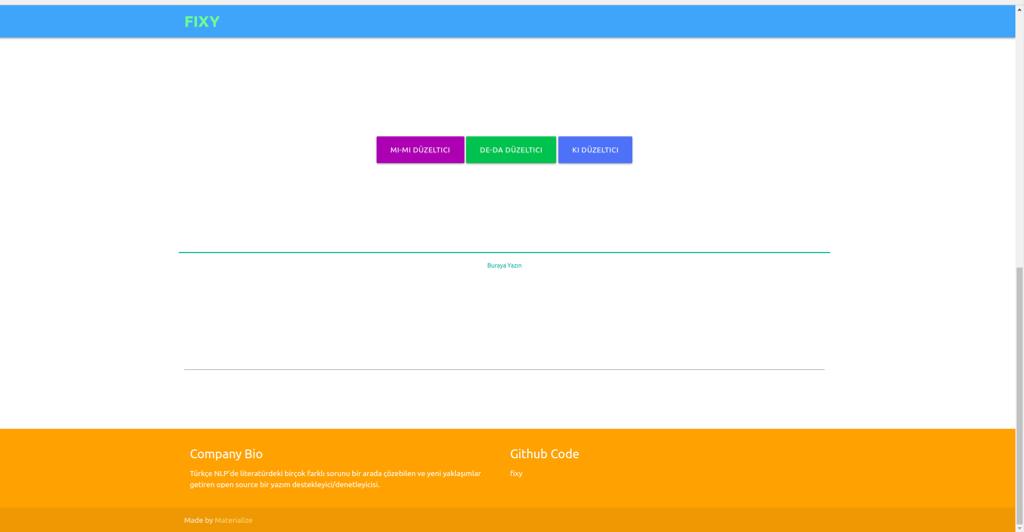 FIXY
MI-MI DÜZELTICI
DE-DA DÜZELTICI
KI DÜZELTICI
Buraya Yazın
Company Bio
Türkçe NLP'de literatürdeki birçok farklı sorunu bir arada çözebilen ve yeni yaklaşımlar
getiren open source bir yazım destekleyici/denetleyicisi.
Github Code
fixy
Made by Materialize